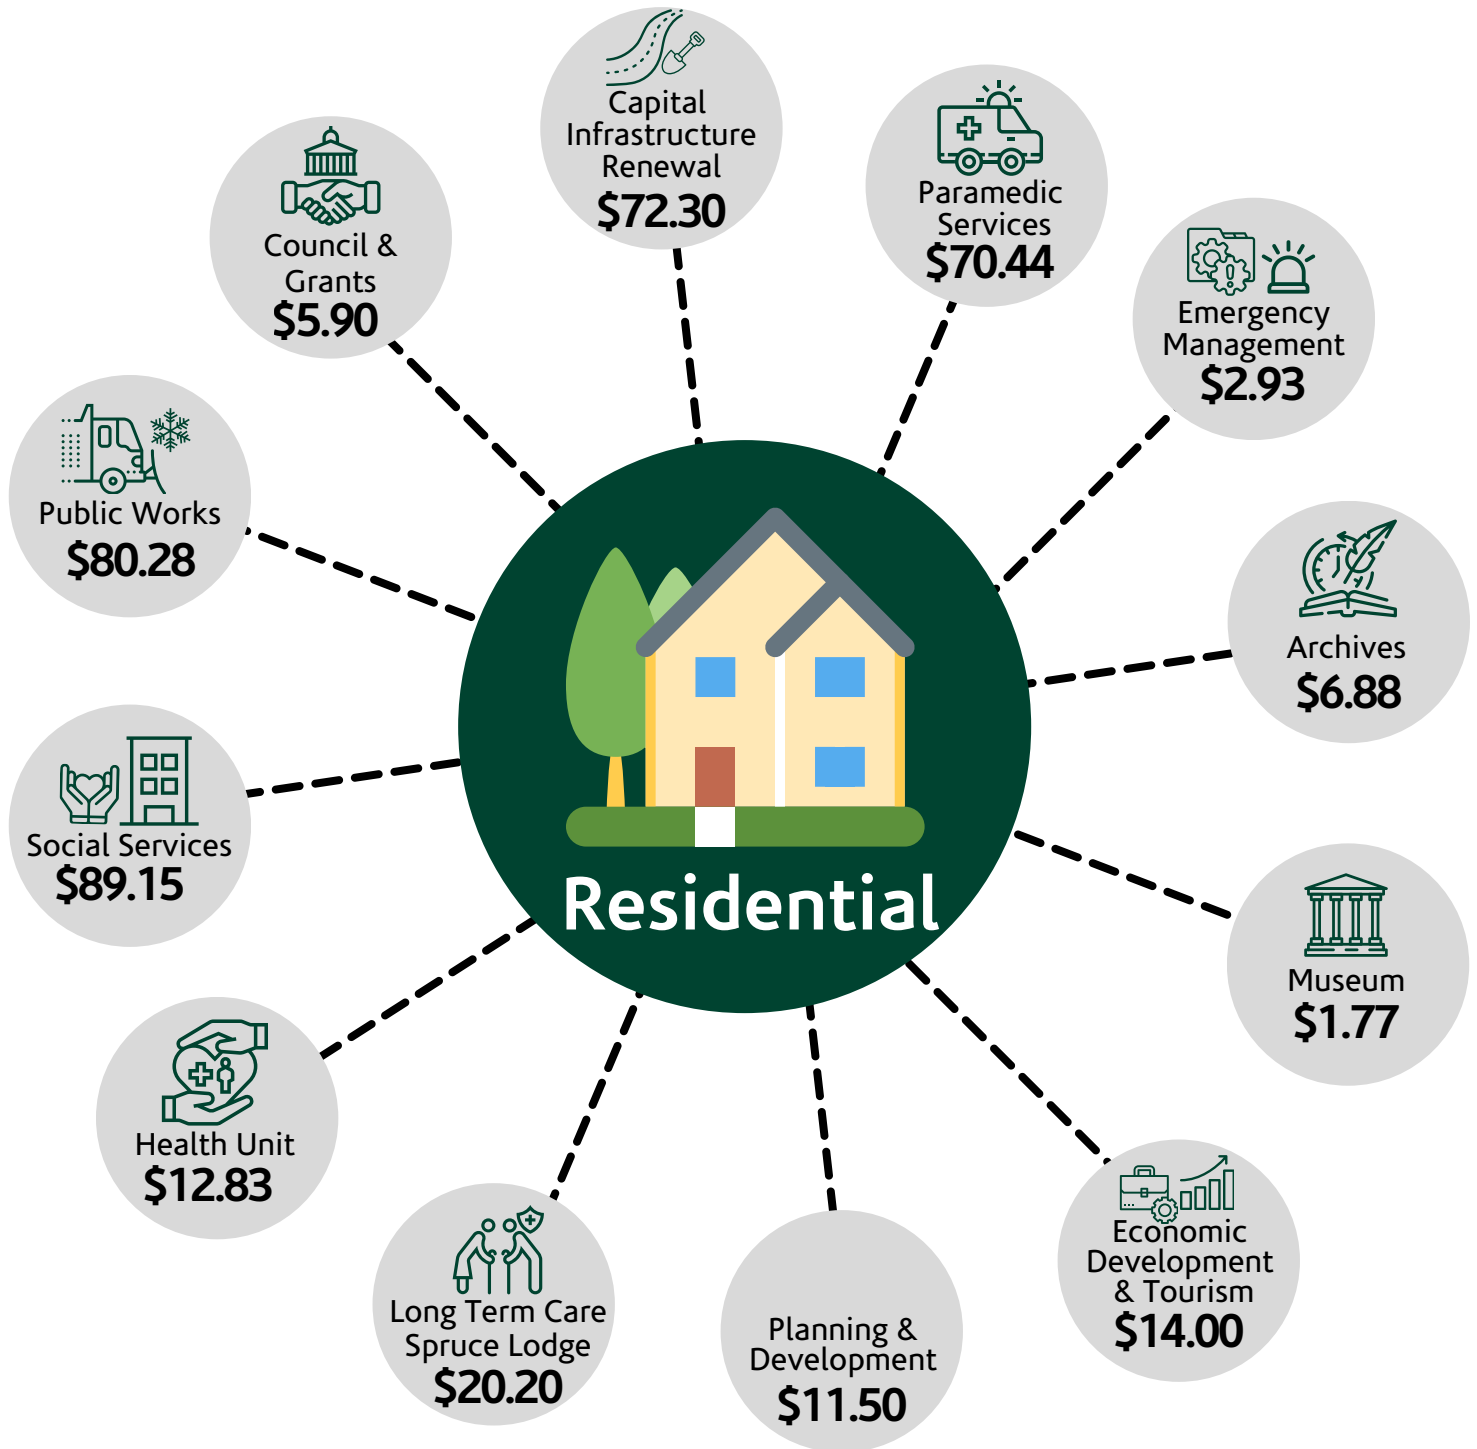 Capital
Infrastructure
Renewal
$72.30
Paramedic
Services
$70.44
Emergency
Management
$2.93
Archives
$6.88
Museum
$1.77
Economic
Development
& Tourism
$14.00
Planning &
Development
$11.50
Long Term Care
Spruce Lodge
$20.20
Health Unit
$12.83
Social Services
$89.15
Public Works
$80.28
Council &
Grants
$5.90
Residential